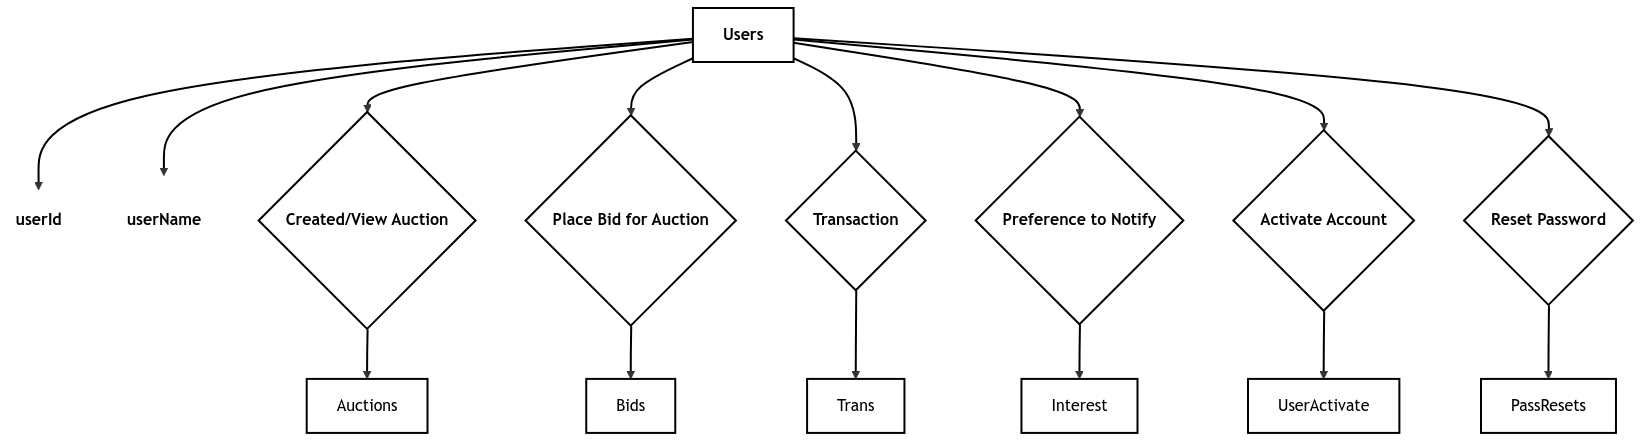 Users
userId
userName
Created/View Auction
Place Bid for Auction
Transaction
Preference to Notify
Activate Account
Reset Password
Auctions
Bids
Trans
Interest
UserActivate
PassResets